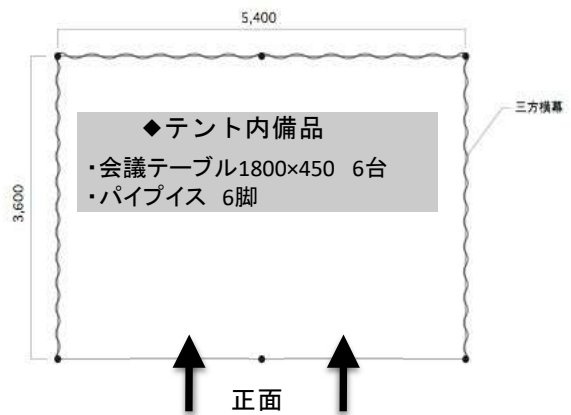 5,400
三方横幕
◆テント内備品
・会議テーブル1800×450 6台
・パイプイス 6脚
3,600
正面